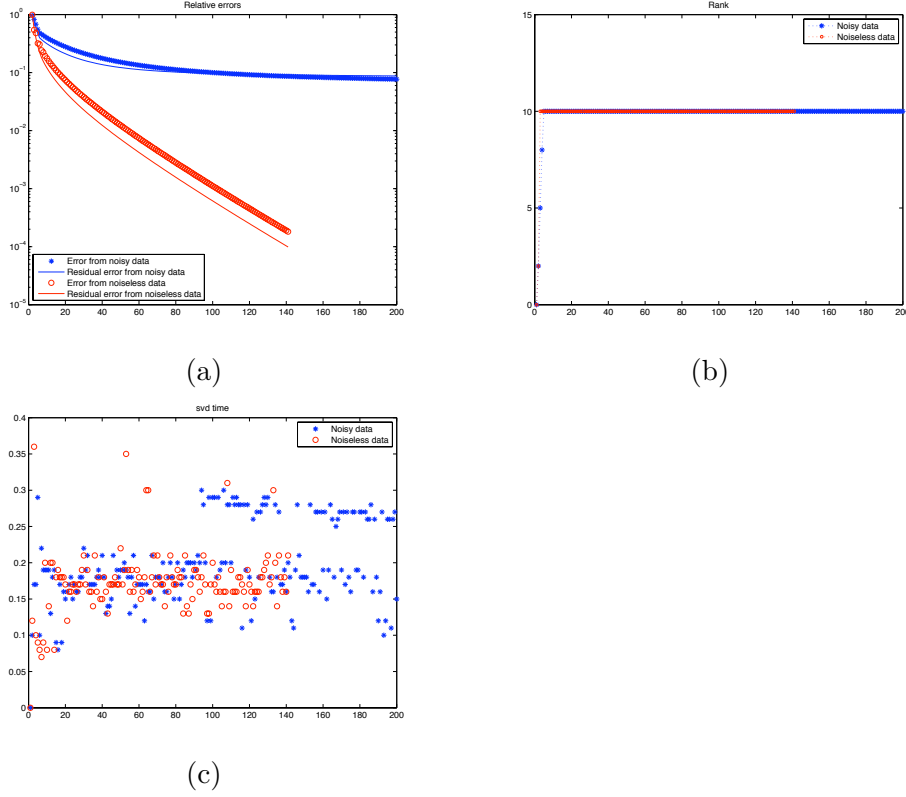 Relative errors
10^0
10^-1
10^-2
10^-3
10^-4
10^-5
0 20 40 60 80 100 120 140 160 180 200
Error from noisy data
Residual error from noisy data
Error from noiseless data
Residual error from noiseless data
(a)
Rank
15
10
5
0
0 20 40 60 80 100 120 140 160 180 200
Noisy data
Noiseless data
(b)
svd time
0.4
0.35
0.3
0.25
0.2
0.15
0.1
0.05
0
0 20 40 60 80 100 120 140 160 180 200
Noisy data
Noiseless data
(c)